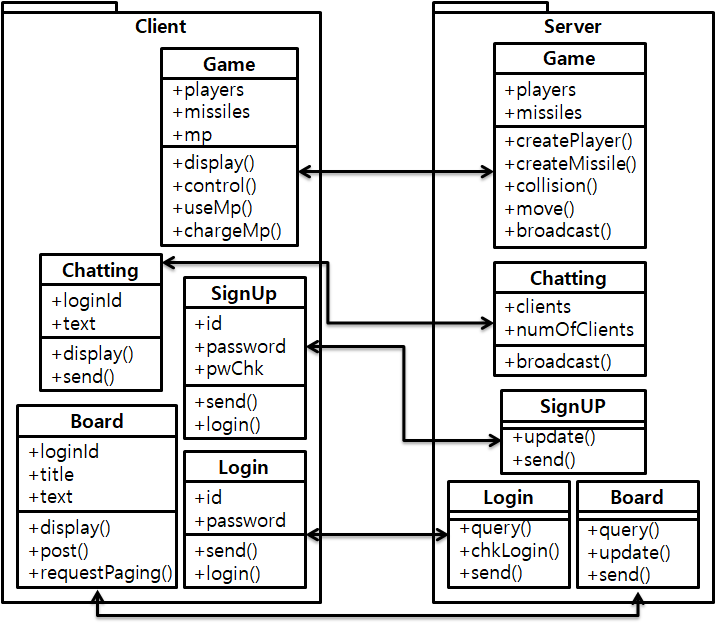 Client
Game
+players
+missiles
+mp
+display()
+control()
+useMp()
+chargeMp()
Chatting
+loginId
+text
+display()
+send()
SignUp
+id
+password
+pwChk
+send()
+login()
Board
+loginId
+title
+text
+display()
+post()
+requestPaging()
Login
+id
+password
+send()
+login()
Server
Game
+players
+missiles
+createPlayer()
+createMissile()
+collision()
+move()
+broadcast()
Chatting
+clients
+numOfClients
+broadcast()
SignUP
+update()
+send()
Login
+query()
+chkLogin()
+send()
Board
+query()
+update()
+send()